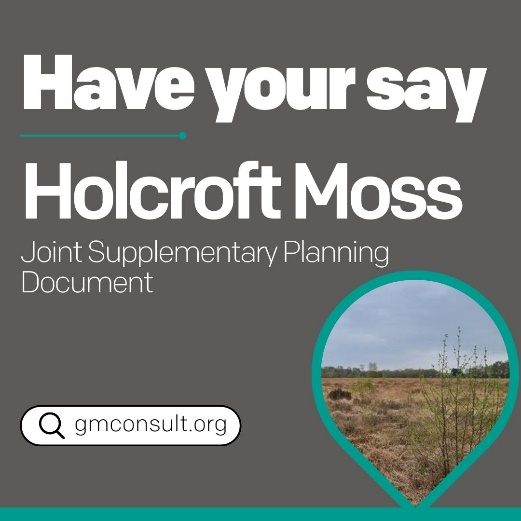 Have your say
Holcroft Moss
Joint Supplementary Planning
Document
gmconsult.org